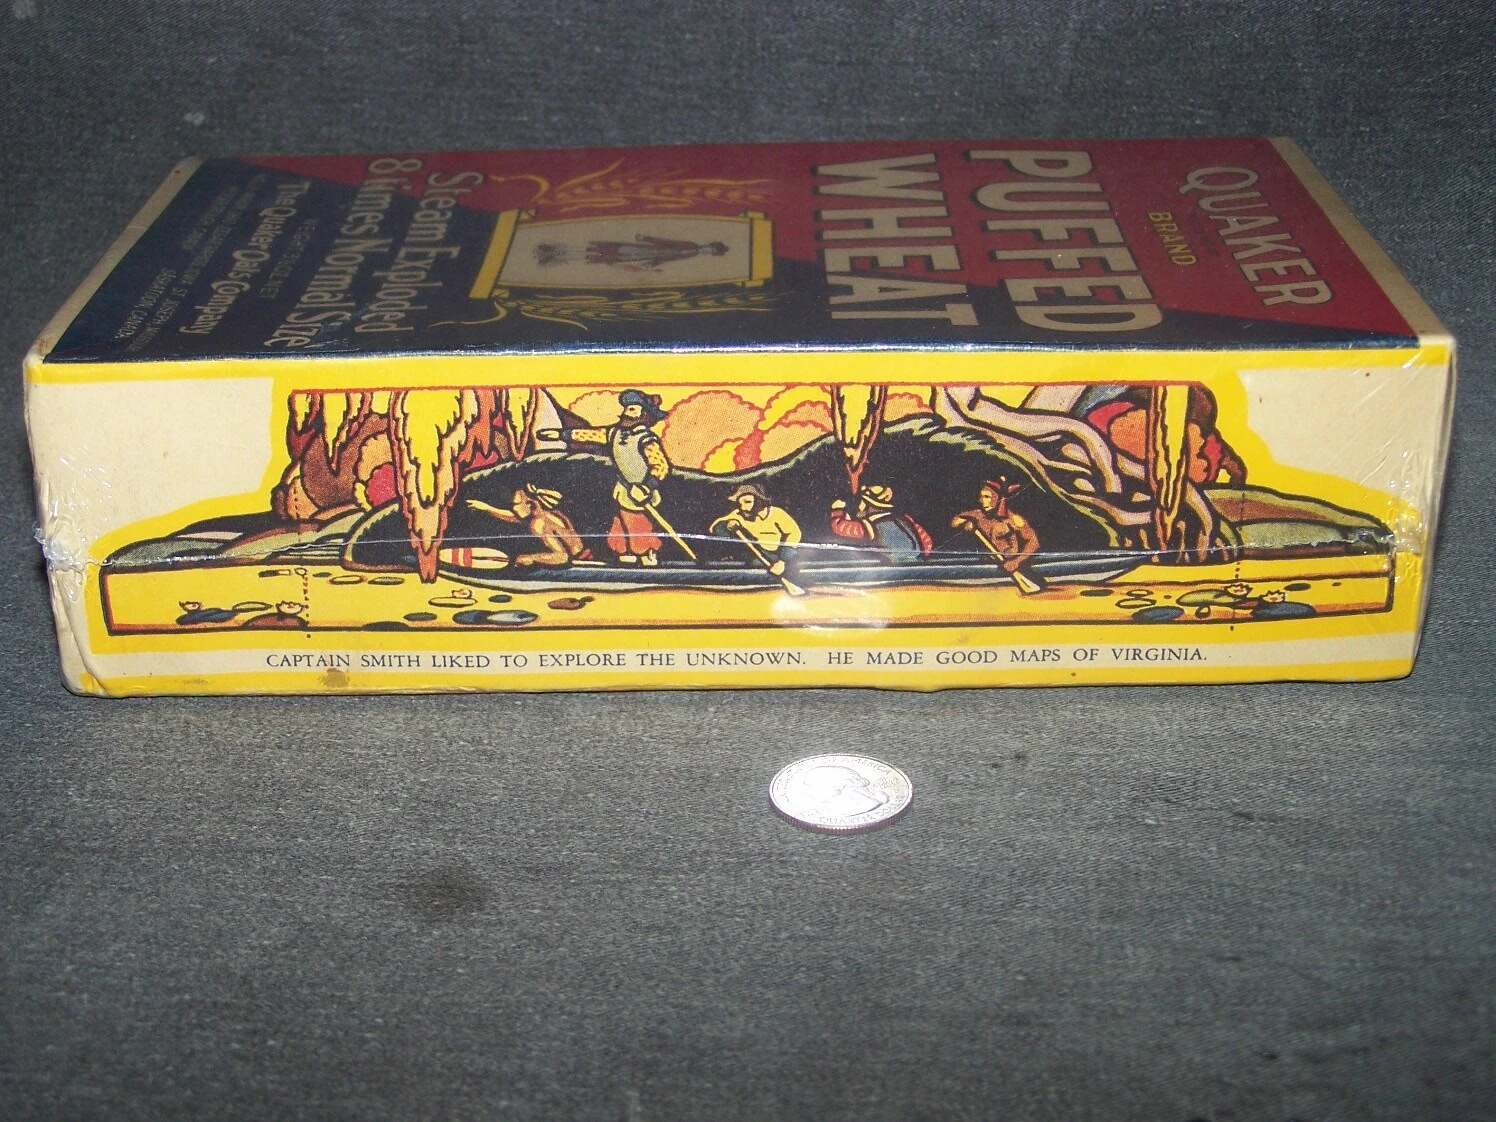 QUAKER
BRAND
PUFFED
WHEAT
Steam Exploded
8 times Normal Size
The Quaker Oats Company
CAPTAIN SMITH LIKED TO EXPLORE THE UNKNOWN. HE MADE GOOD MAPS OF VIRGINIA.